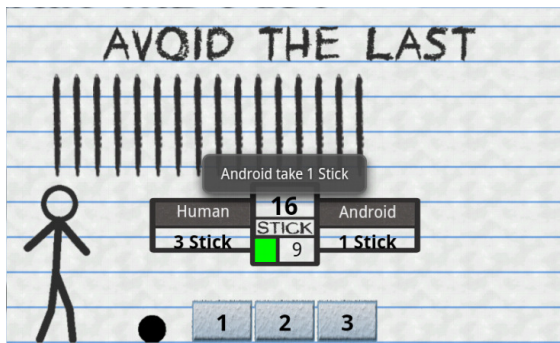 AVOID THE LAST
Android take 1 Stick
Human 16 Android
STICK
3 Stick 9 1 Stick
1 2 3